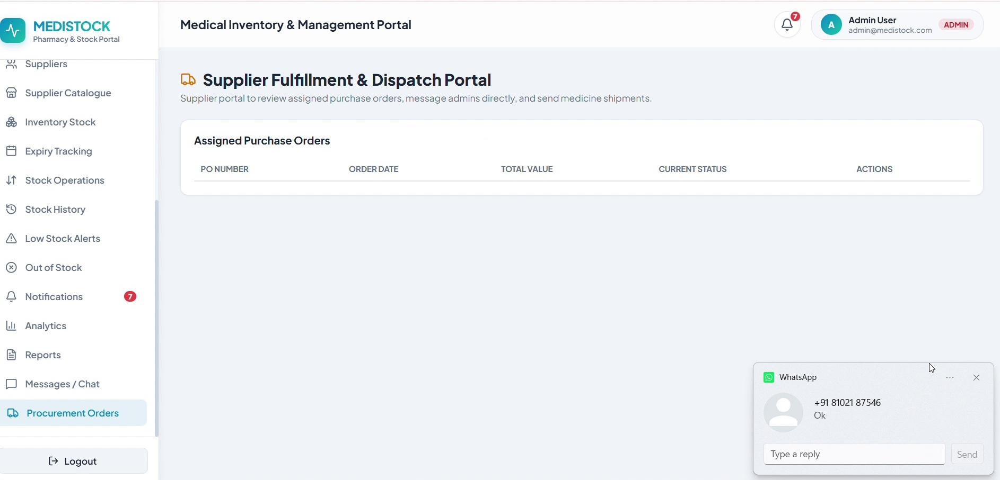 MEDISTOCK
Pharmacy & Stock Portal
Suppliers
Supplier Catalogue
Inventory Stock
Expiry Tracking
Stock Operations
Stock History
Low Stock Alerts
Out of Stock
Notifications 7
Analytics
Reports
Messages / Chat
Procurement Orders
Logout
Medical Inventory & Management Portal
7
A
Admin User
admin@medistock.com
ADMIN
Supplier Fulfillment & Dispatch Portal
Supplier portal to review assigned purchase orders, message admins directly, and send medicine shipments.
Assigned Purchase Orders
PO NUMBER ORDER DATE TOTAL VALUE CURRENT STATUS ACTIONS
WhatsApp
+91 81021 87546
Ok
Type a reply Send